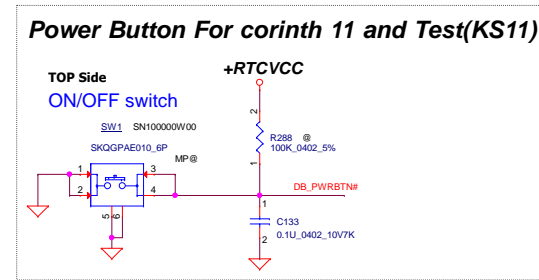 Power Button For corinth 11 and Test(KS11)
TOP Side
+RTCVCC
ON/OFF switch
SW1 SN100000W00
SKQGPAE010_6P
MP@
2
R288 @
100K_0402_5%
1
1 3
2 4
DB_PWRBTN#
5 6
1
C133
0.1U_0402_10V7K
2